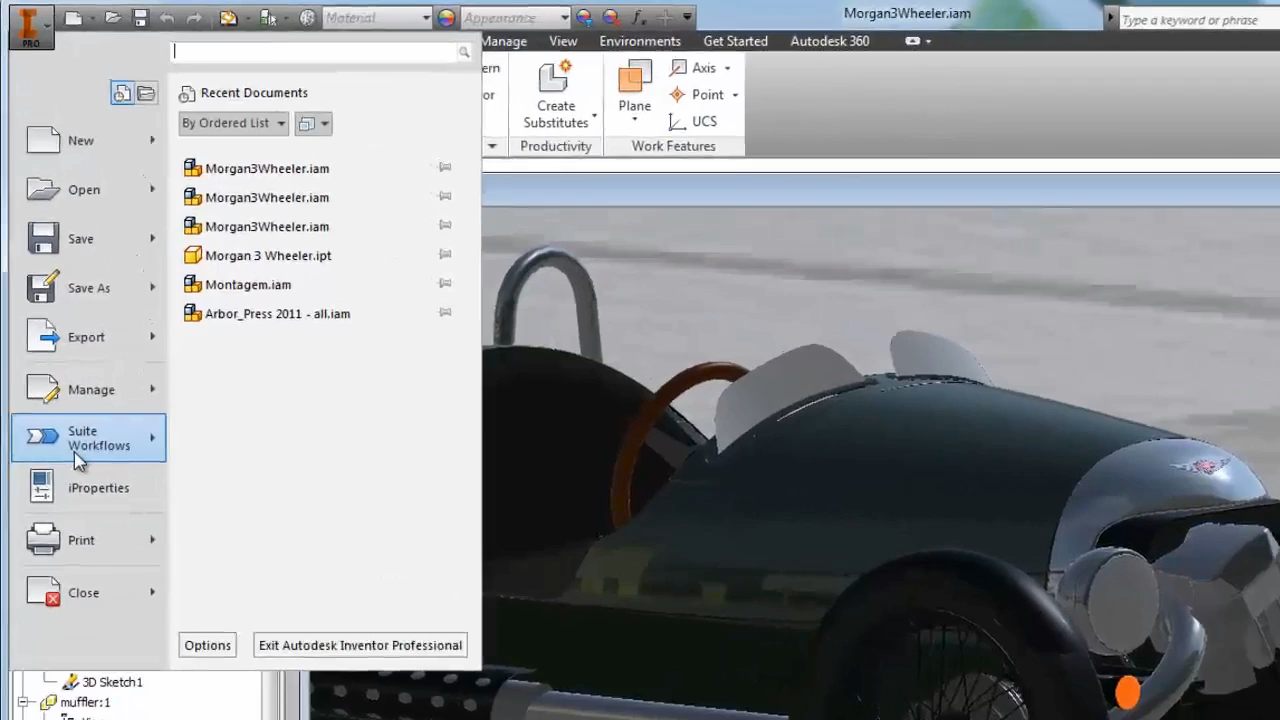 Material
Appearance
Morgan3Wheeler.iam
Type a keyword or phrase
PRO
Manage
View
Environments
Get Started
Autodesk 360
Recent Documents
By Ordered List
Axis
Point
UCS
Create
Substitutes
Plane
Productivity
Work Features
New
Open
Save
Save As
Export
Manage
Suite
Workflows
iProperties
Print
Close
Morgan3Wheeler.iam
Morgan3Wheeler.iam
Morgan3Wheeler.iam
Morgan 3 Wheeler.ipt
Montagem.iam
Arbor_Press 2011 - all.iam
Options
Exit Autodesk Inventor Professional
3D Sketch1
muffler:1